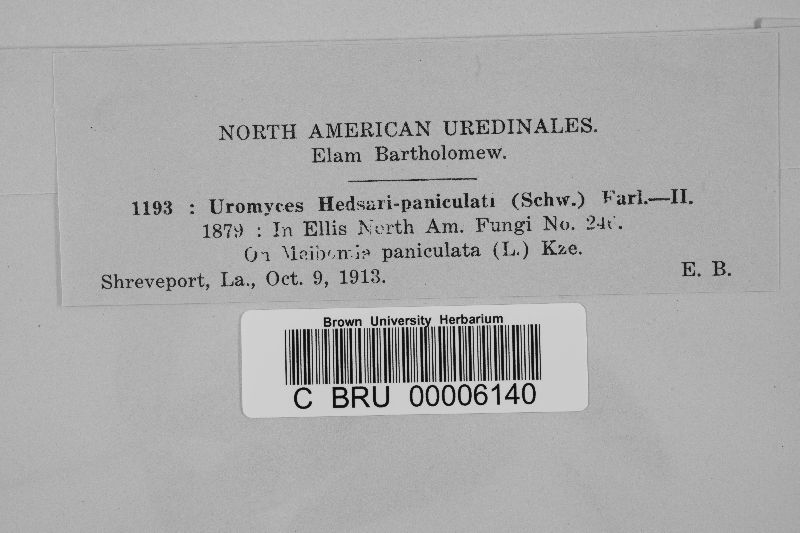 NORTH AMERICAN UREDINALES.
Elam Bartholomew.
1193 : Uromyces Hedsari-paniculati (Schw.) Farl.—II.
1879 : In Ellis North Am. Fungi No. 246.
On Meibomia paniculata (L.) Kze.
Shreveport, La., Oct. 9, 1913. E. B.
Brown University Herbarium
C BRU 00006140